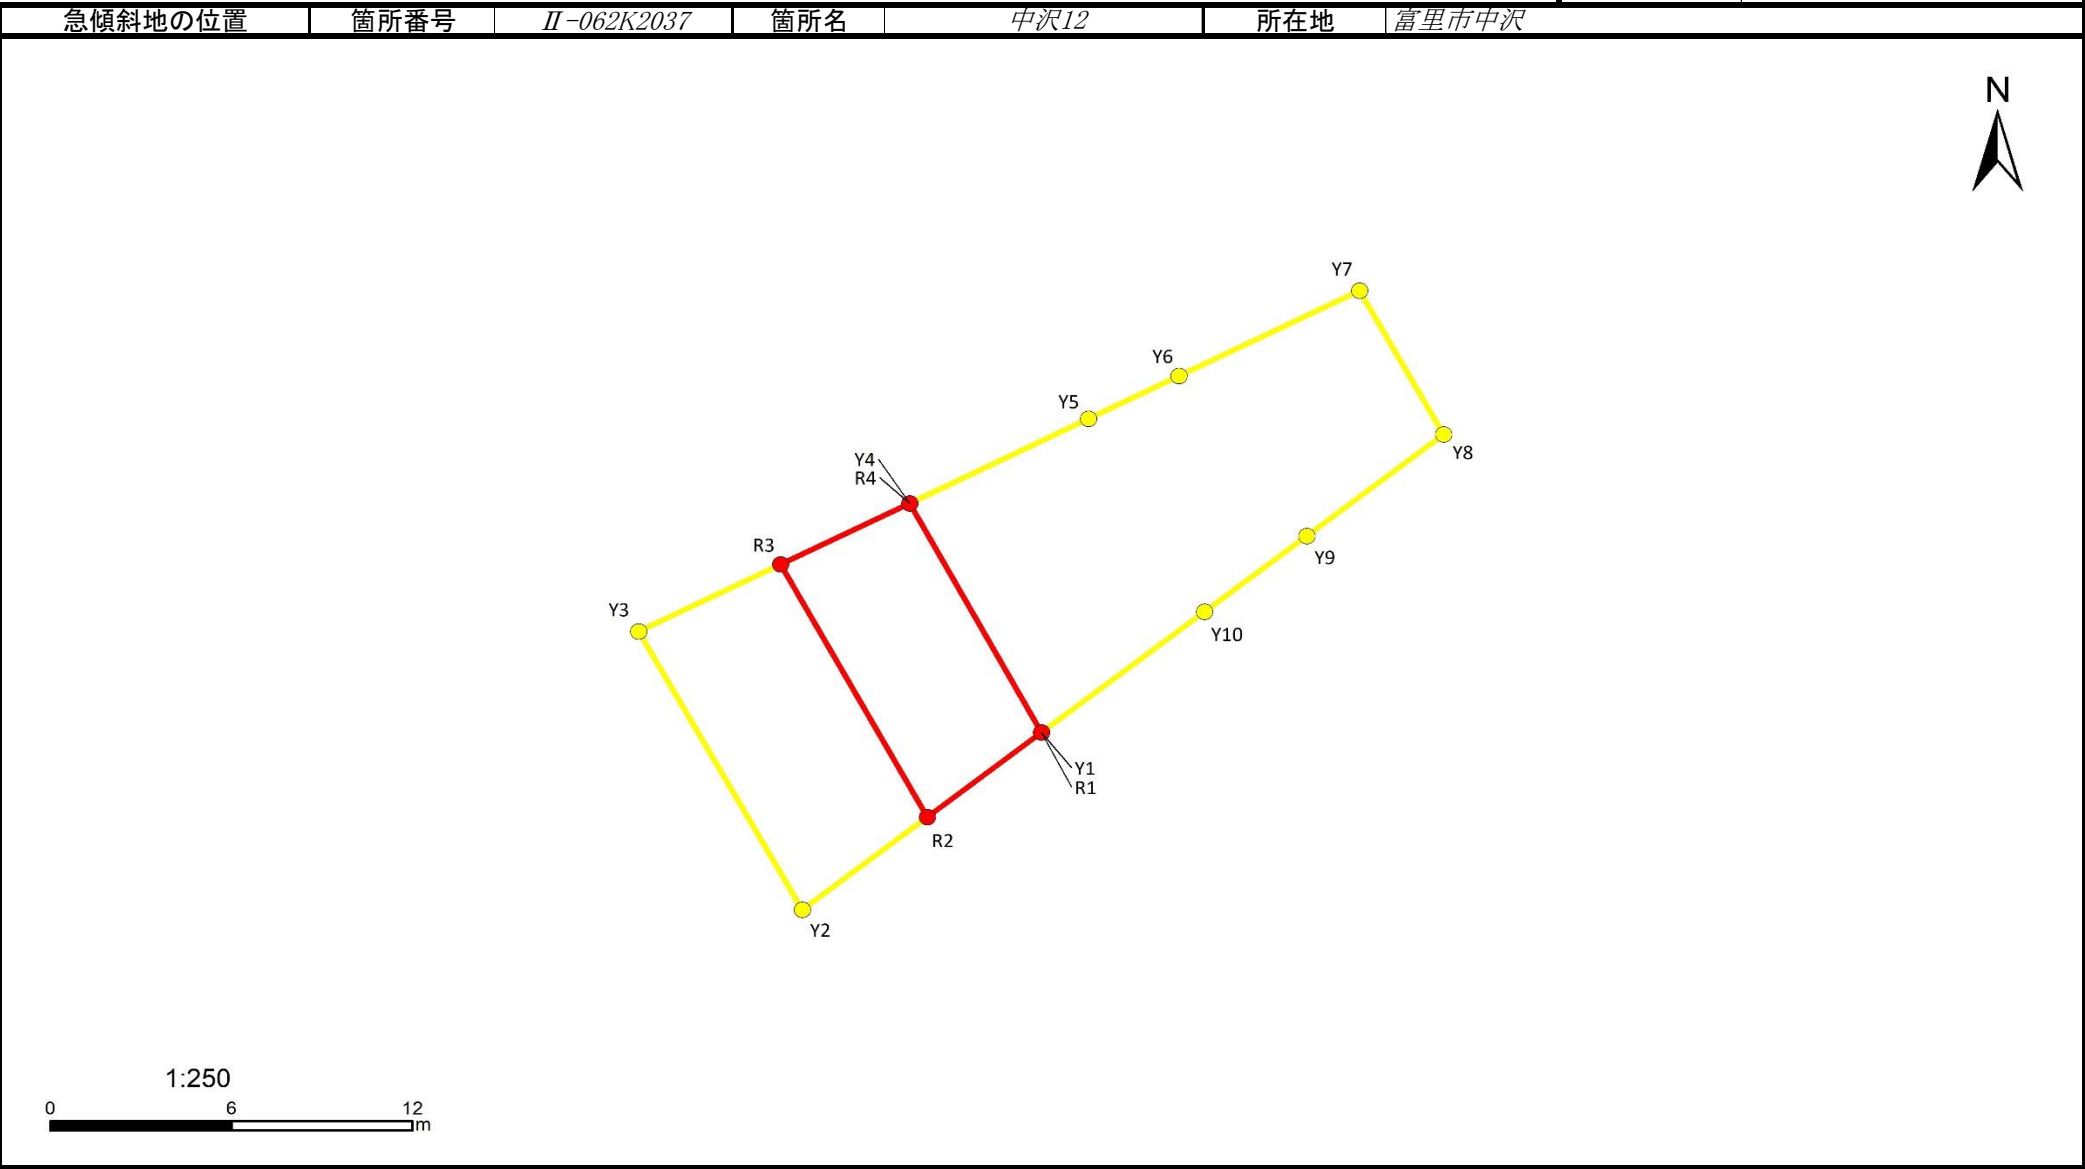 急傾斜地の位置 箇所番号 Ⅱ-062K2037 箇所名 中沢12 所在地 富里市中沢
N
Y7
Y6
Y5
Y8
Y4
R4
R3
Y9
Y3
Y10
Y1
R1
R2
Y2
1:250
0 6 12
m